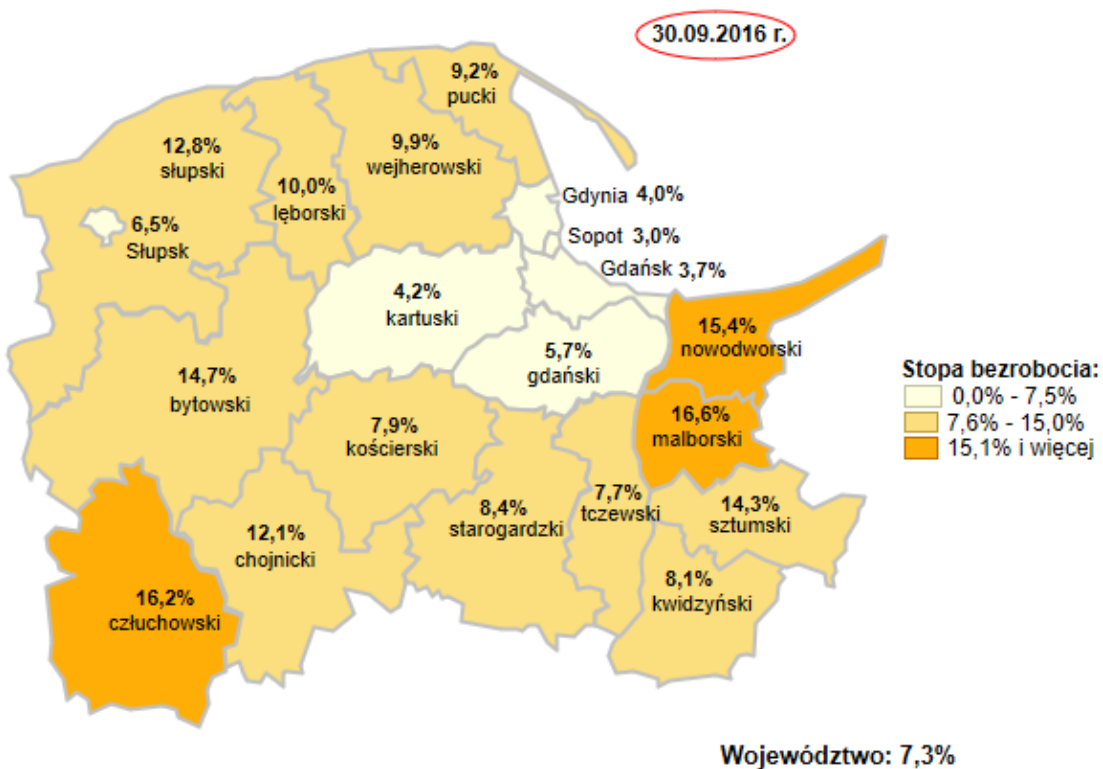 30.09.2016 r.
9,2%
pucki
12,8%
słupski
9,9%
wejherowski
10,0%
lęborski
Gdynia 4,0%
6,5%
Słupsk
Sopot 3,0%
Gdańsk 3,7%
4,2%
kartuski
15,4%
nowodworski
5,7%
gdański
14,7%
bytowski
16,6%
malborski
7,9%
kościerski
8,4%
starogardzki
7,7%
tczewski
14,3%
sztumski
12,1%
chojnicki
8,1%
kwidzyński
16,2%
człuchowski
Stopa bezrobocia:
0,0% - 7,5%
7,6% - 15,0%
15,1% i więcej
Województwo: 7,3%